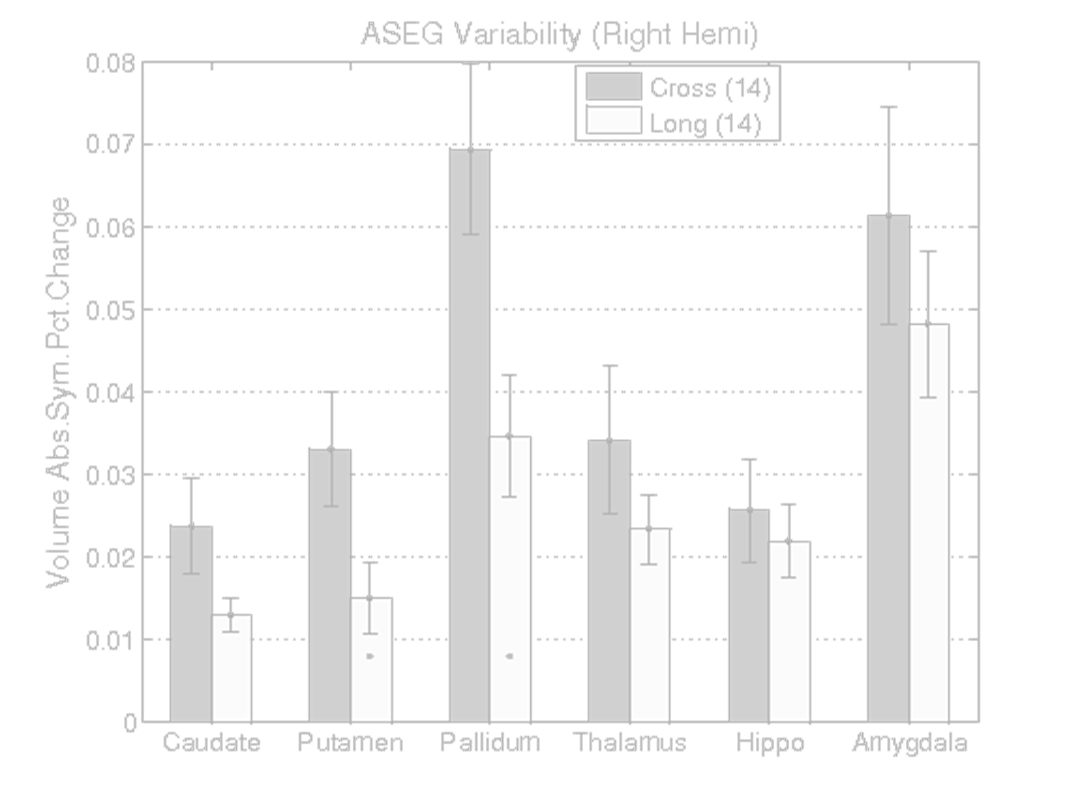 ASEG Variability (Right Hemi)
Cross (14)
Long (14)
Volume Abs.Sym.Pct.Change
0.08
0.07
0.06
0.05
0.04
0.03
0.02
0.01
0
Caudate Putamen Pallidum Thalamus Hippo Amygdala